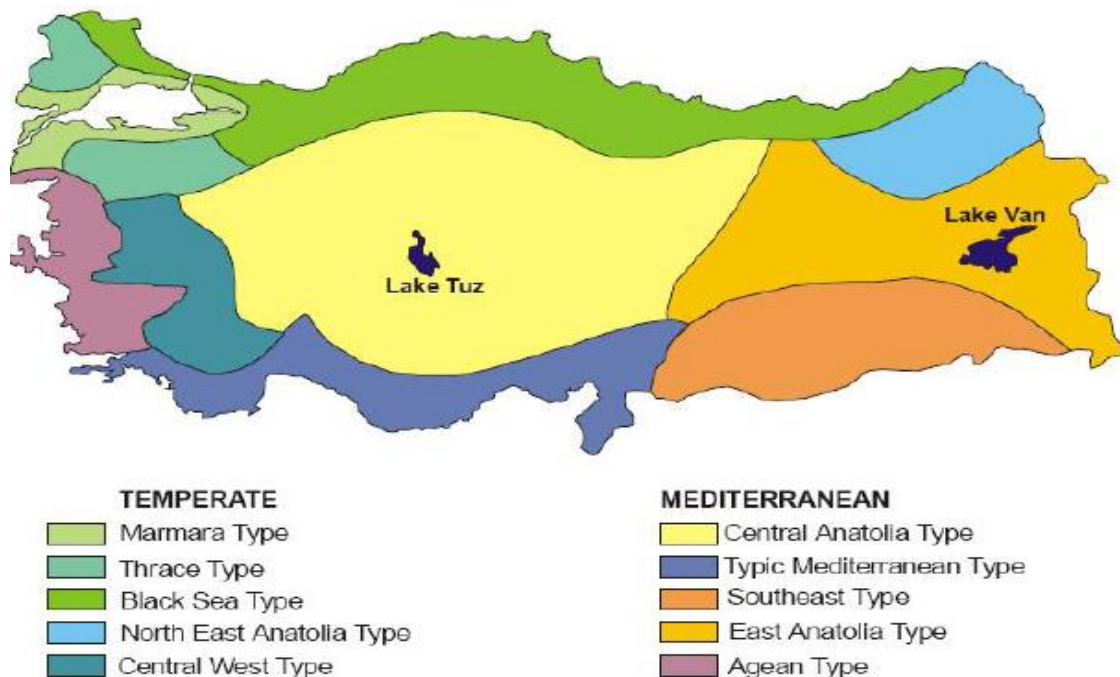 Lake Van
Lake Tuz
TEMPERATE
Marmara Type
Thrace Type
Black Sea Type
North East Anatolia Type
Central West Type
MEDITERRANEAN
Central Anatolia Type
Typic Mediterranean Type
Southeast Type
East Anatolia Type
Agean Type